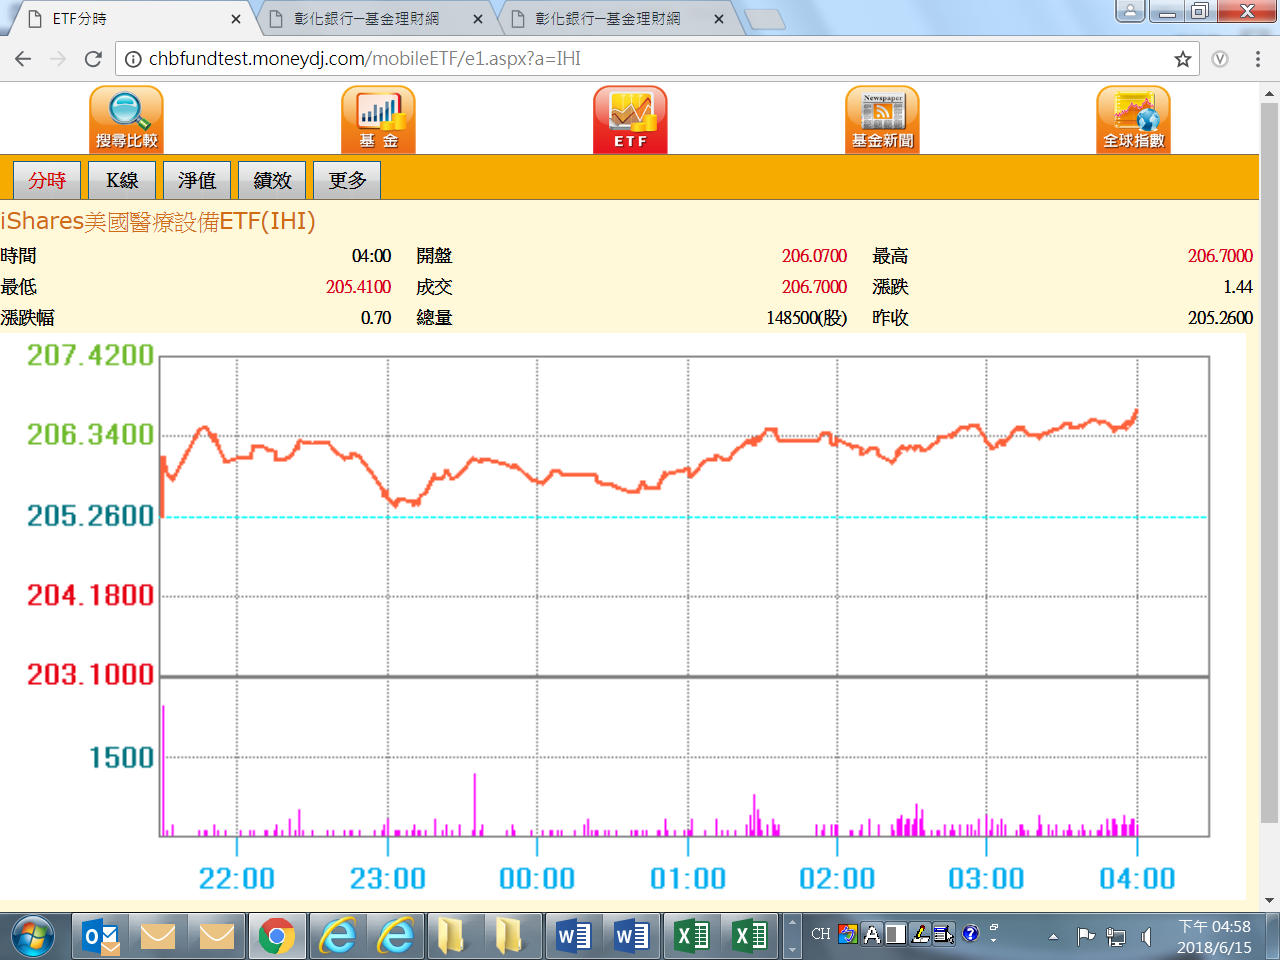 ETF分時
彰化銀行─基金理財網
彰化銀行─基金理財網
chbfundtest.moneydj.com/mobileETF/e1.aspx?a=IHI
搜尋比較
基 金
ETF
Newspaper
基金新聞
全球指數
分時 K線 淨值 績效 更多
iShares美國醫療設備ETF(IHI)
時間 04:00 開盤 206.0700 最高 206.7000
最低 205.4100 成交 206.7000 漲跌 1.44
漲跌幅 0.70 總量 148500(股) 昨收 205.2600
207.4200
206.3400
205.2600
204.1800
203.1000
1500
22:00 23:00 00:00 01:00 02:00 03:00 04:00
CH
下午 04:58
2018/6/15